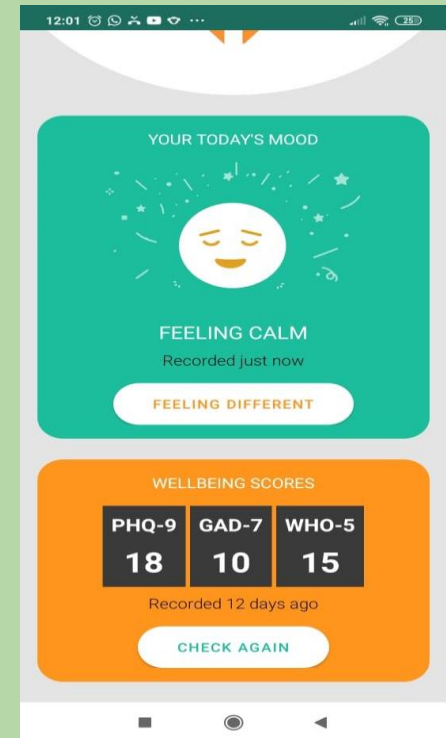 12:01 ... 25
YOUR TODAY'S MOOD
FEELING CALM
Recorded just now
FEELING DIFFERENT
WELLBEING SCORES
PHQ-9 GAD-7 WHO-5
18 10 15
Recorded 12 days ago
CHECK AGAIN